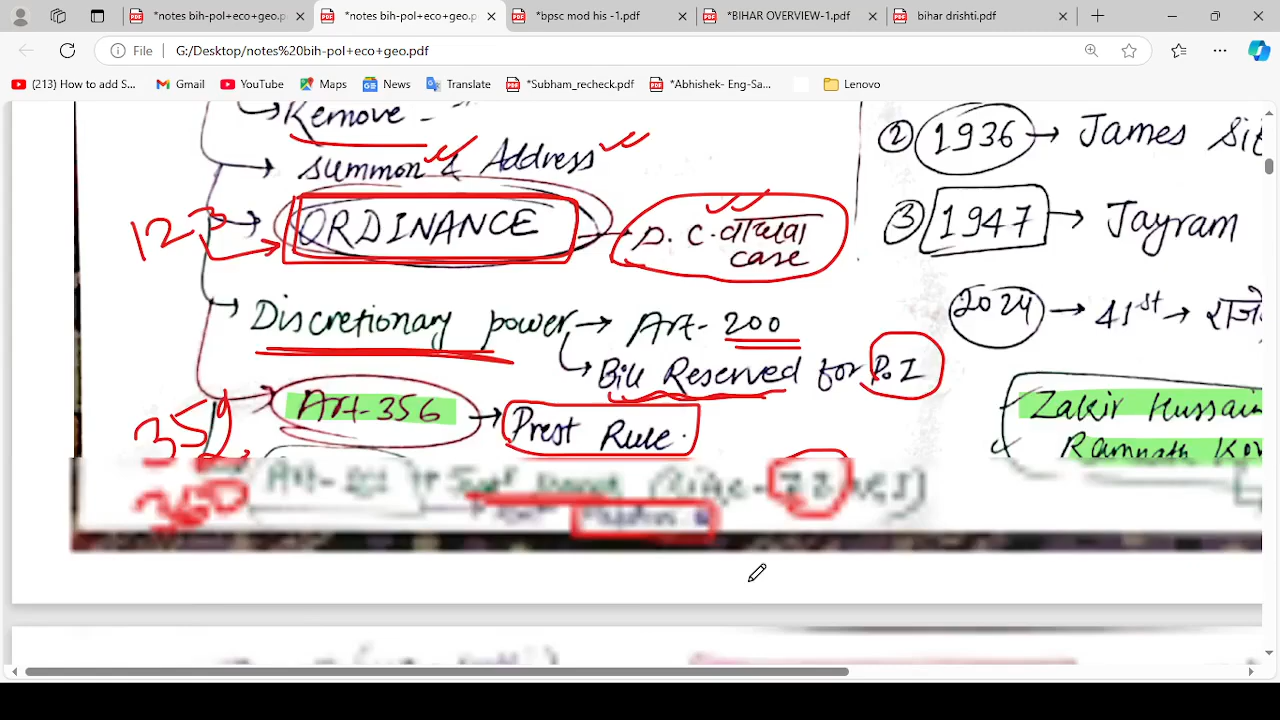 *notes bih-pol+eco+geo.p
*notes bih-pol+eco+geo.p
*bpsc mod his -1.pdf
*BIHAR OVERVIEW-1.pdf
bihar drishti.pdf
File
G:/Desktop/notes%20bih-pol+eco+geo.pdf
(213) How to add S...
Gmail
YouTube
Maps
News
Translate
*Subham_recheck.pdf
*Abhishek- Eng-Sa...
Lenovo
Remove -"
Summon & Address
123
ORDINANCE
D. C. वाला
case
Discretionary power → Art-200
Bill Reserved for P.I
359
Art-356 → Prest Rule.
360
② 1936 → James Si
③ 1947 → Jayram
2024 → 41st →
Zakir Hussain
Ramnath Kov